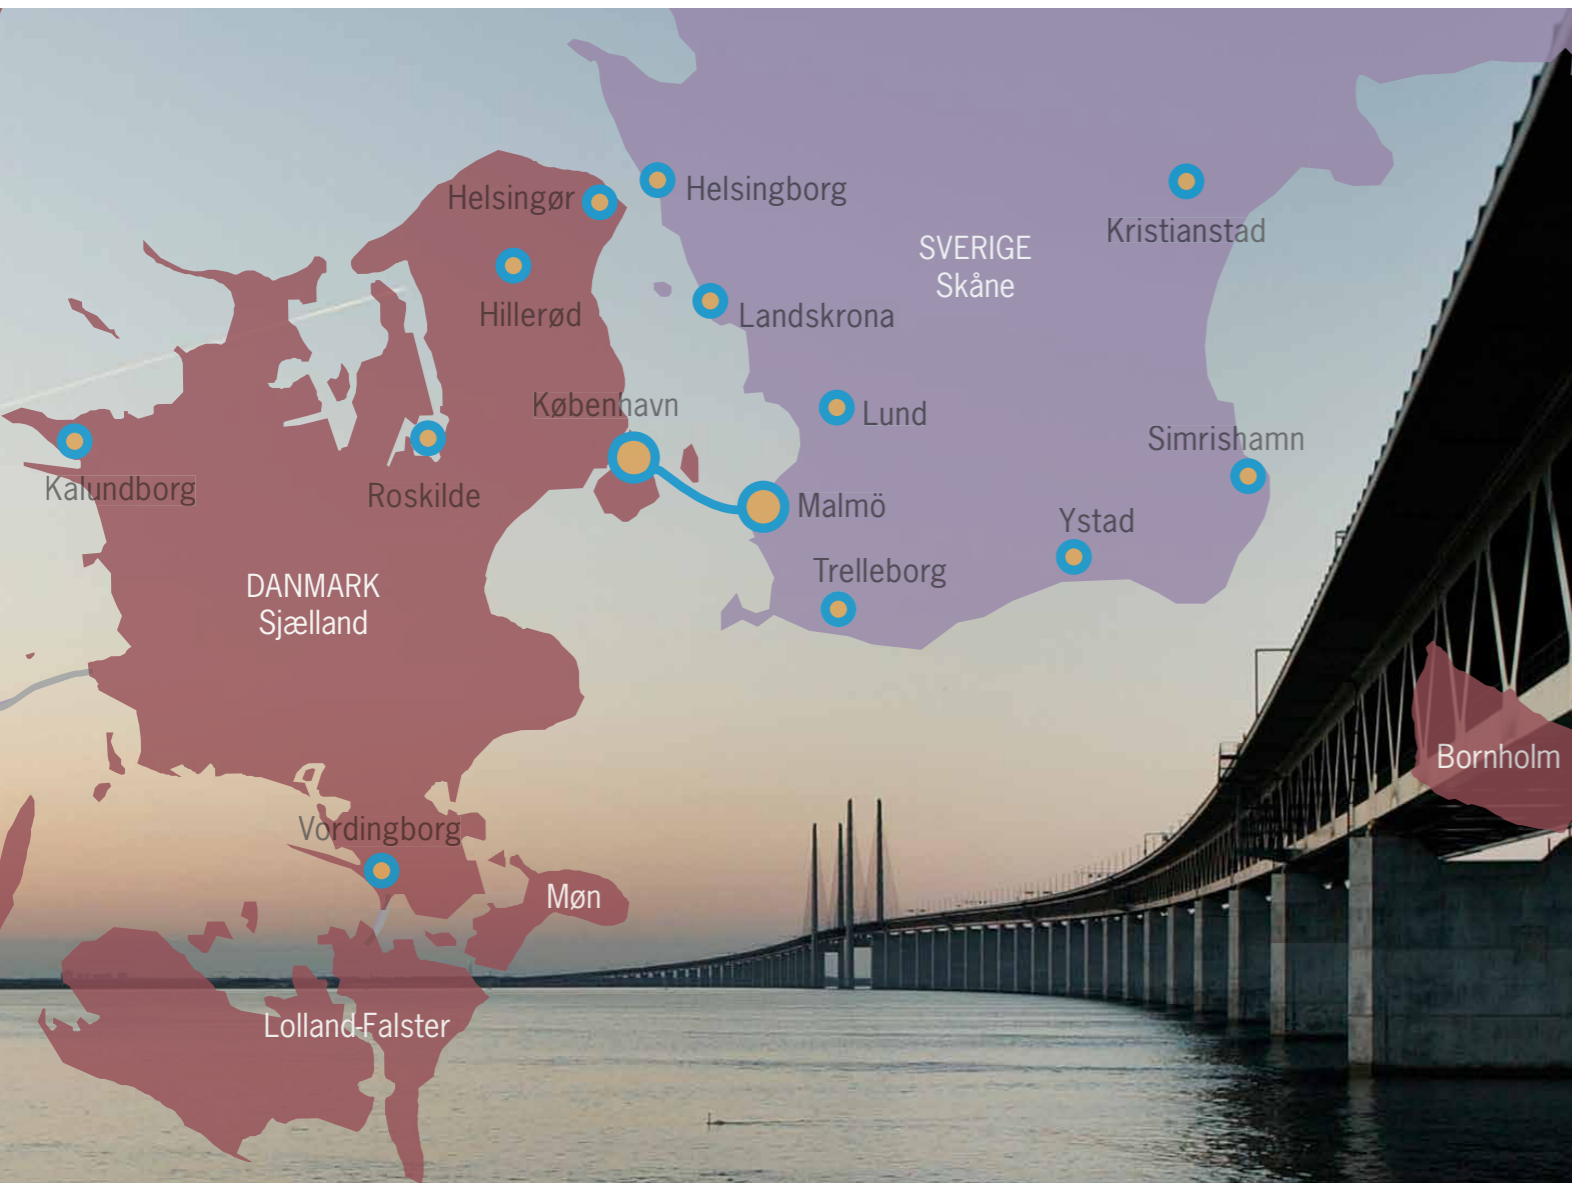 Helsingør
Helsingborg
Kristianstad
SVERIGE
Skåne
Hillerød
Landskrona
København
Lund
Simrishamn
Kalundborg
Roskilde
Malmö
Ystad
Trelleborg
DANMARK
Sjælland
Bornholm
Vordingborg
Møn
Lolland-Falster